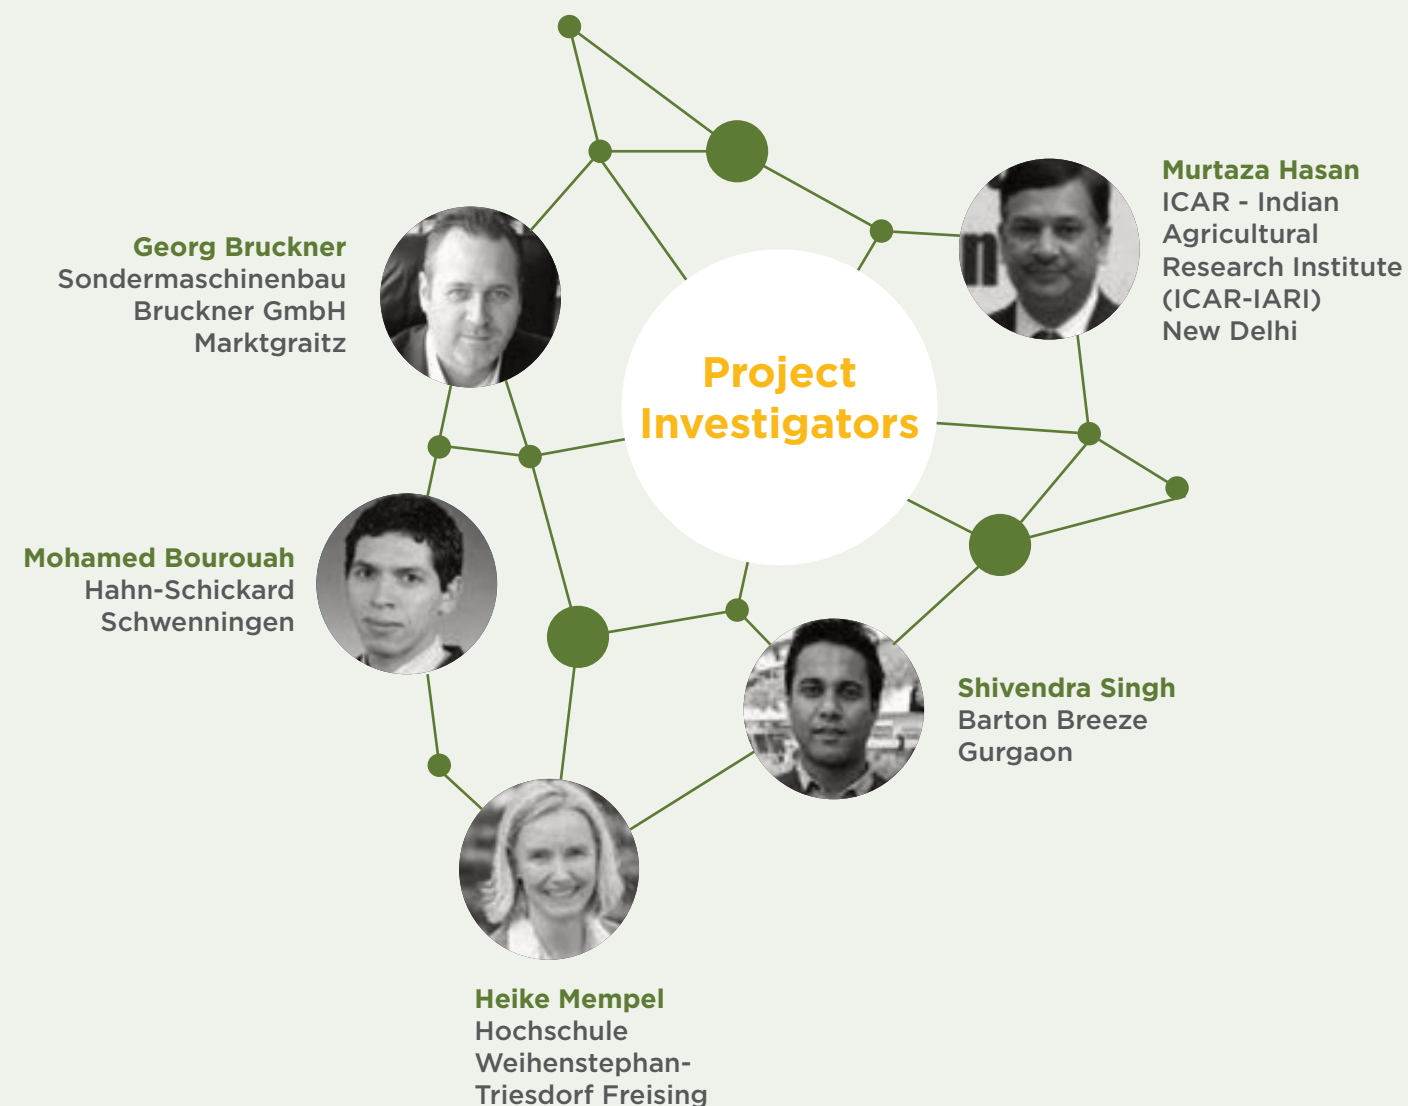 Murtaza Hasan
ICAR - Indian
Agricultural
Research Institute
(ICAR-IARI)
New Delhi
Georg Bruckner
Sondermaschinenbau
Bruckner GmbH
Marktgraitz
Project
Investigators
Mohamed Bourouah
Hahn-Schickard
Schwenningen
Shivendra Singh
Barton Breeze
Gurgaon
Heike Mempel
Hochschule
Weihenstephan-
Triesdorf Freising